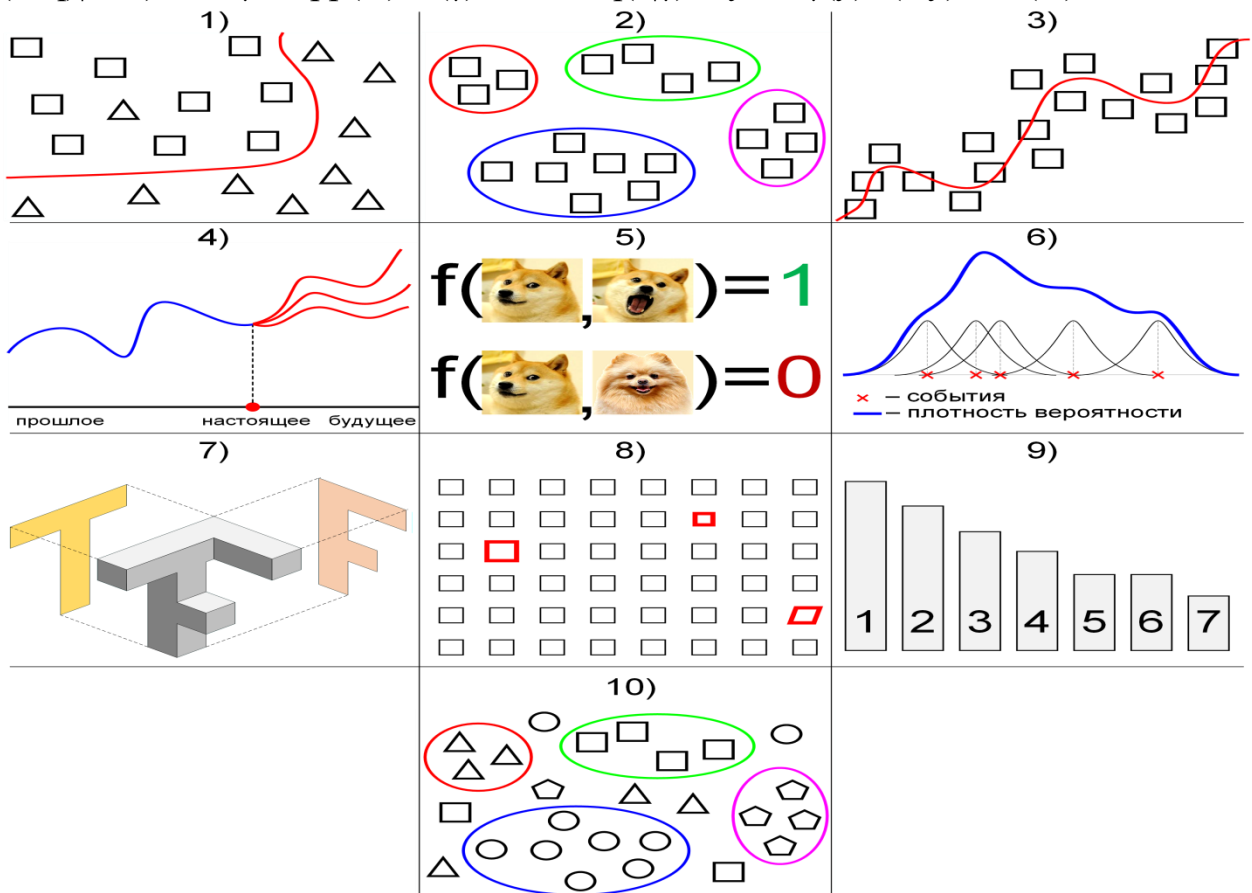 1)
2)
3)
4)
5)
6)
f( , )=1
f( , )=0
прошлое
настоящее
будущее
× – события
– плотность вероятности
7)
8)
9)
1 2 3 4 5 6 7
10)